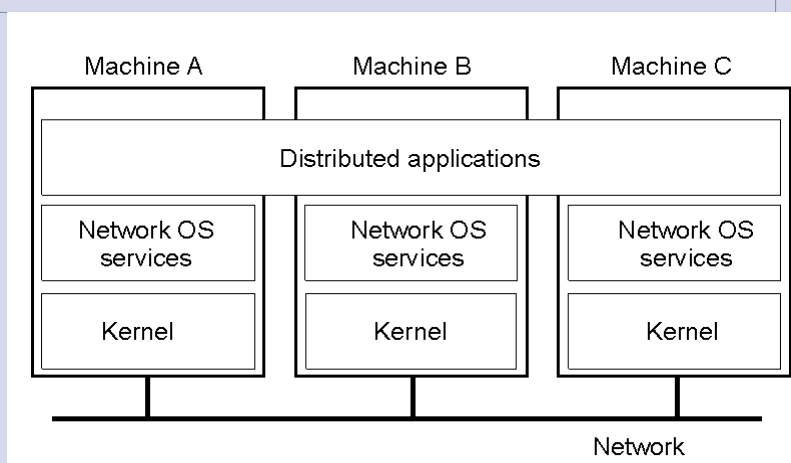 Machine A Machine B Machine C
Distributed applications
Network OS
services
Network OS
services
Network OS
services
Kernel Kernel Kernel
Network